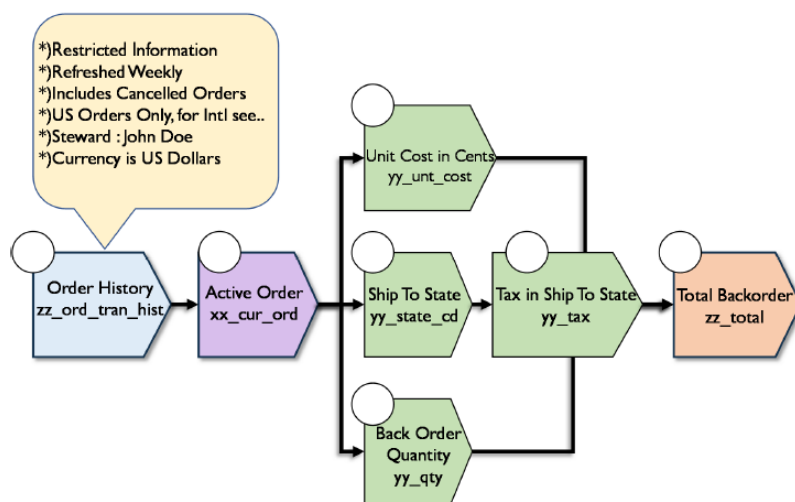 *)Restricted Information
*)Refreshed Weekly
*)Includes Cancelled Orders
*)US Orders Only, for Intl see..
*)Steward : John Doe
*)Currency is US Dollars
Unit Cost in Cents
yy_unt_cost
Order History
zz_ord_tran_hist
Active Order
xx_cur_ord
Ship To State
yy_state_cd
Tax in Ship To State
yy_tax
Total Backorder
zz_total
Back Order
Quantity
yy_qty